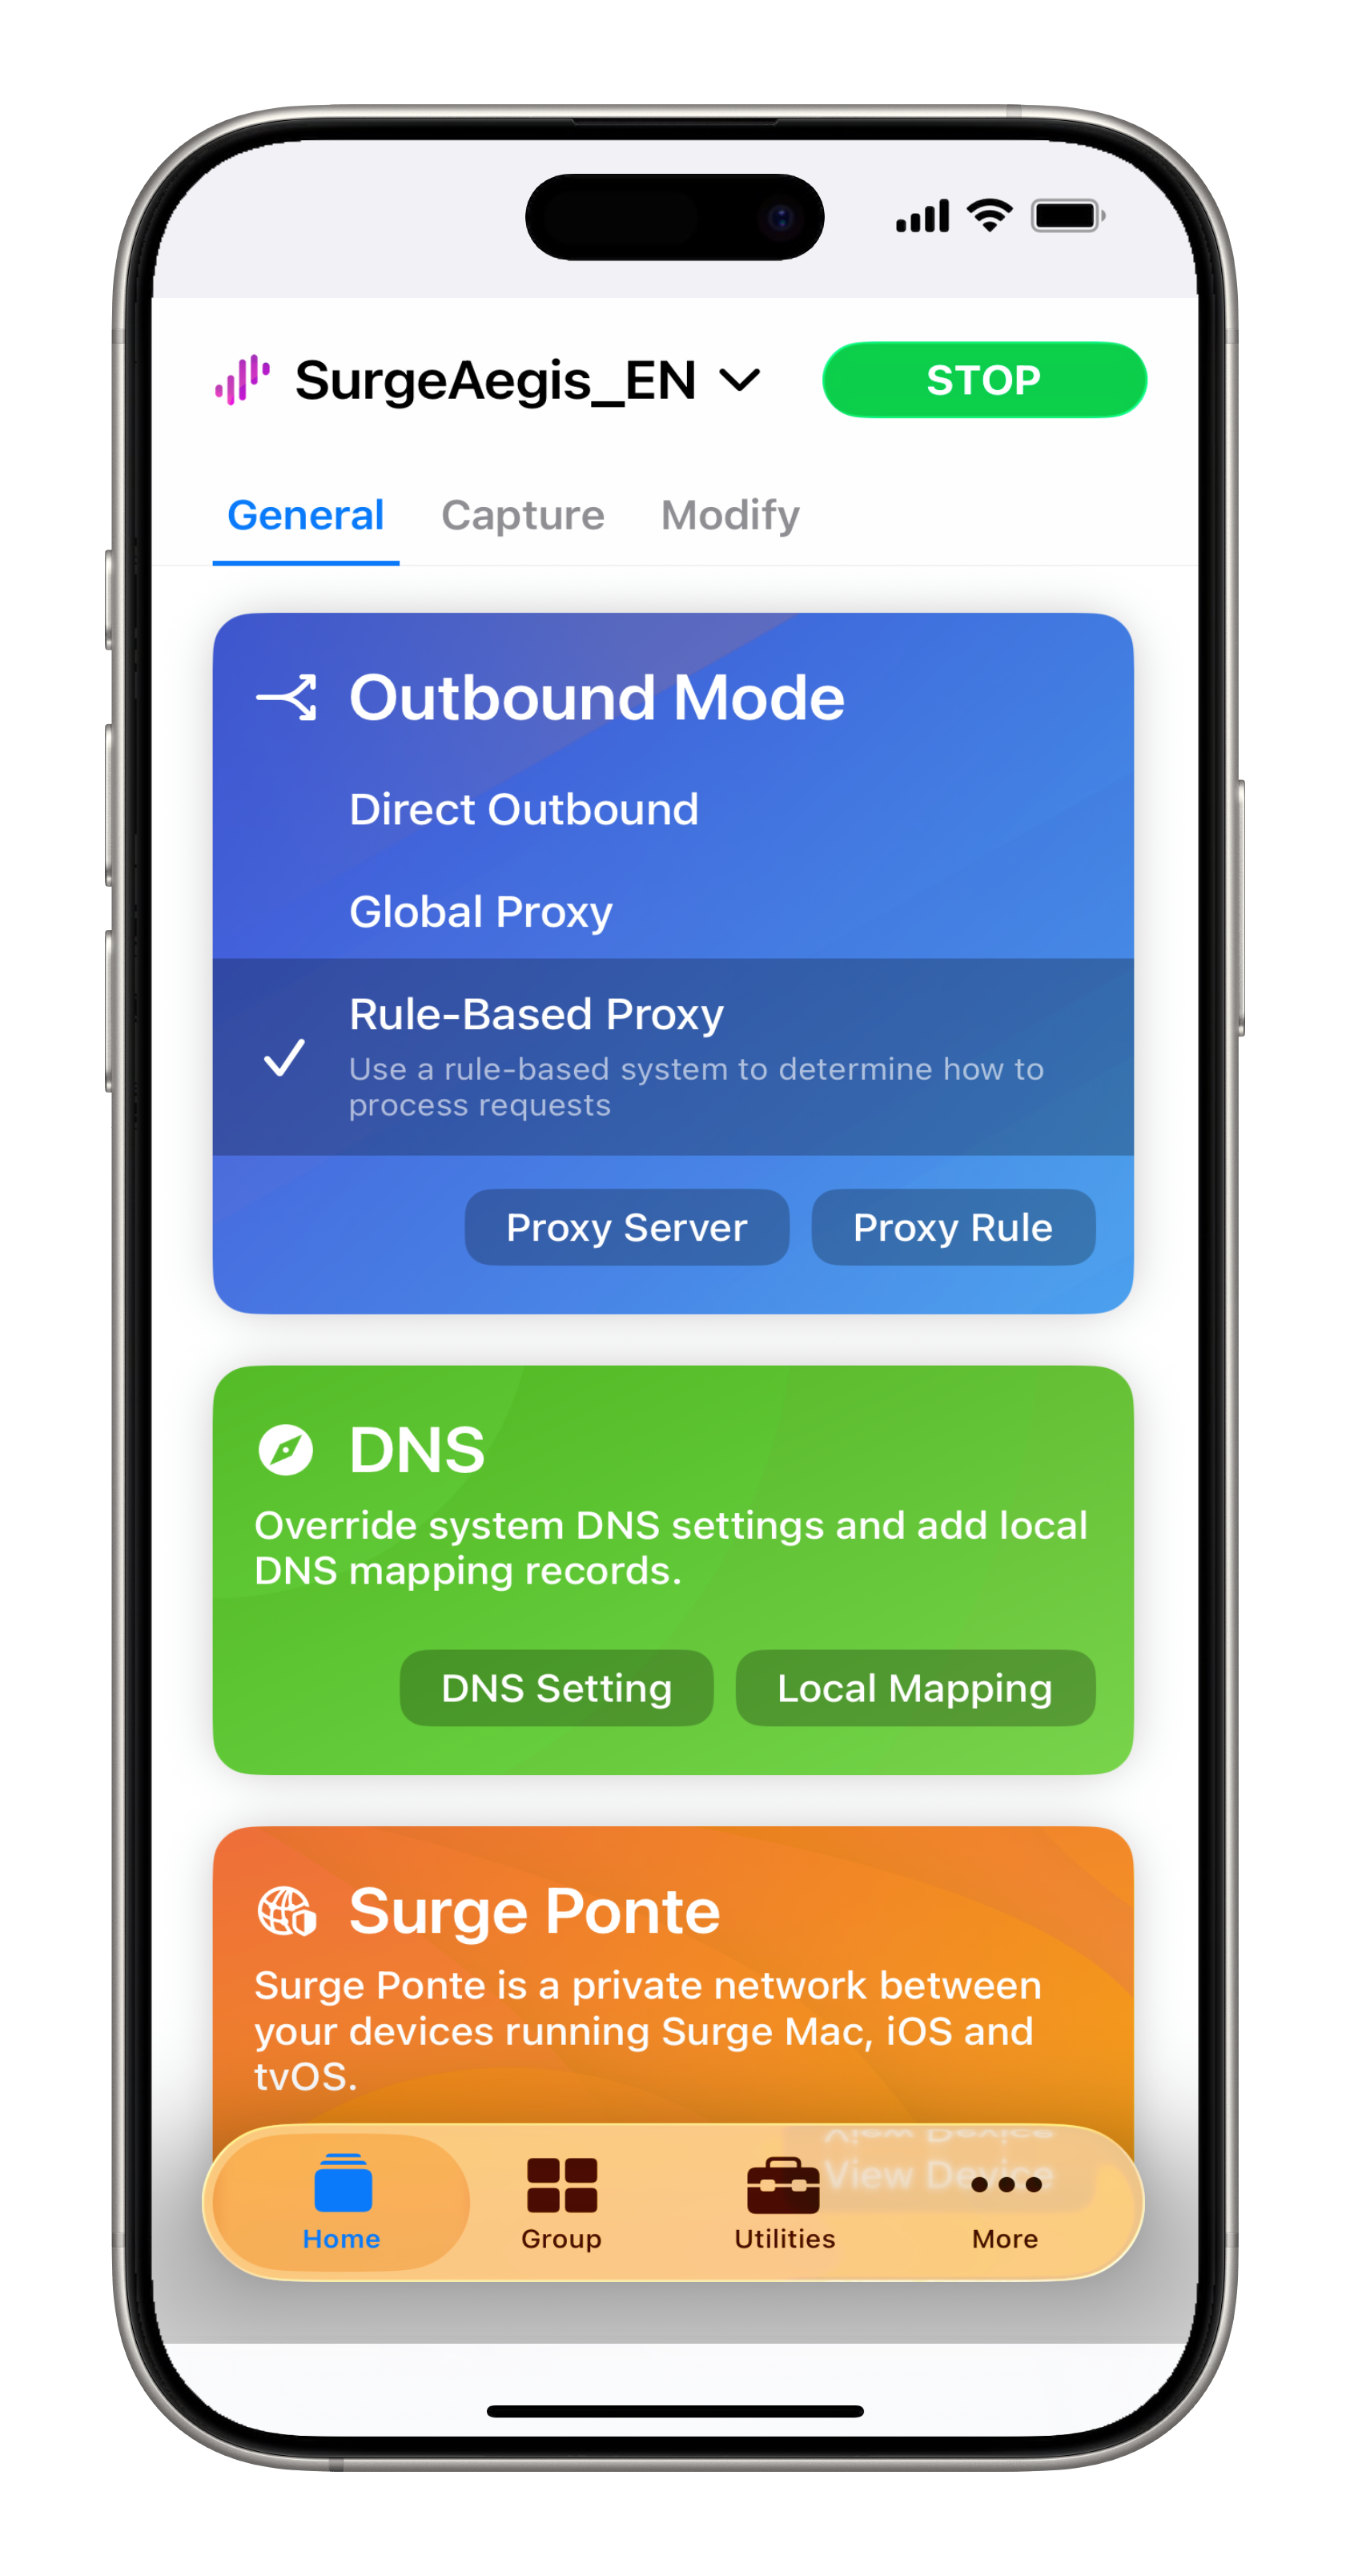 SurgeAegis_EN
STOP
General Capture Modify
Outbound Mode
Direct Outbound
Global Proxy
Rule-Based Proxy
Use a rule-based system to determine how to
process requests
Proxy Server Proxy Rule
DNS
Override system DNS settings and add local
DNS mapping records.
DNS Setting Local Mapping
Surge Ponte
Surge Ponte is a private network between
your devices running Surge Mac, iOS and
tvOS.
View Device
Home Group Utilities More